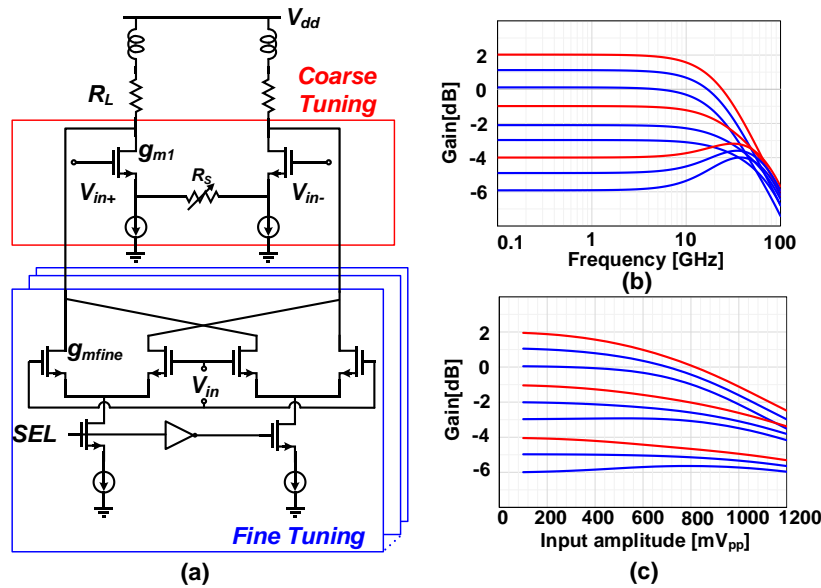 V_dd
Coarse Tuning
R_L
g_m1
R_S
V_in+
V_in-
g_mfine
V_in
SEL
Fine Tuning
(a)
Gain[dB]
2
0
-2
-4
-6
0.1 1 10 100
Frequency [GHz]
(b)
Gain[dB]
2
0
-2
-4
-6
0 200 400 600 800 1000 1200
Input amplitude [mV_pp]
(c)